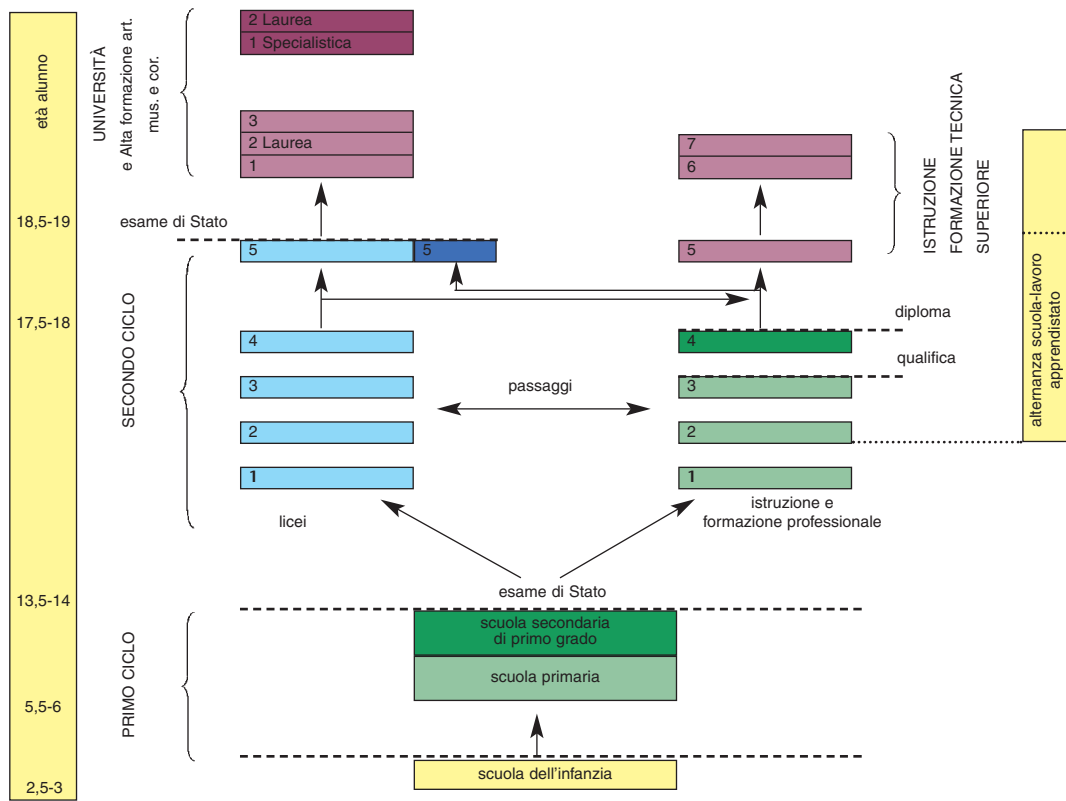 2 Laurea
1 Specialistica
età alunno
UNIVERSITÀ
e Alta formazione art.
mus. e cor.
3
2 Laurea
1
7
6
ISTRUZIONE
FORMAZIONE TECNICA
SUPERIORE
18,5-19
esame di Stato
5
5
5
17,5-18
SECONDO CICLO
diploma
4
4
qualifica
alternanza scuola-lavoro
apprendistato
3
passaggi
3
2
2
1
1
licei
istruzione e
formazione professionale
13,5-14
esame di Stato
PRIMO CICLO
scuola secondaria
di primo grado
scuola primaria
5,5-6
scuola dell'infanzia
2,5-3